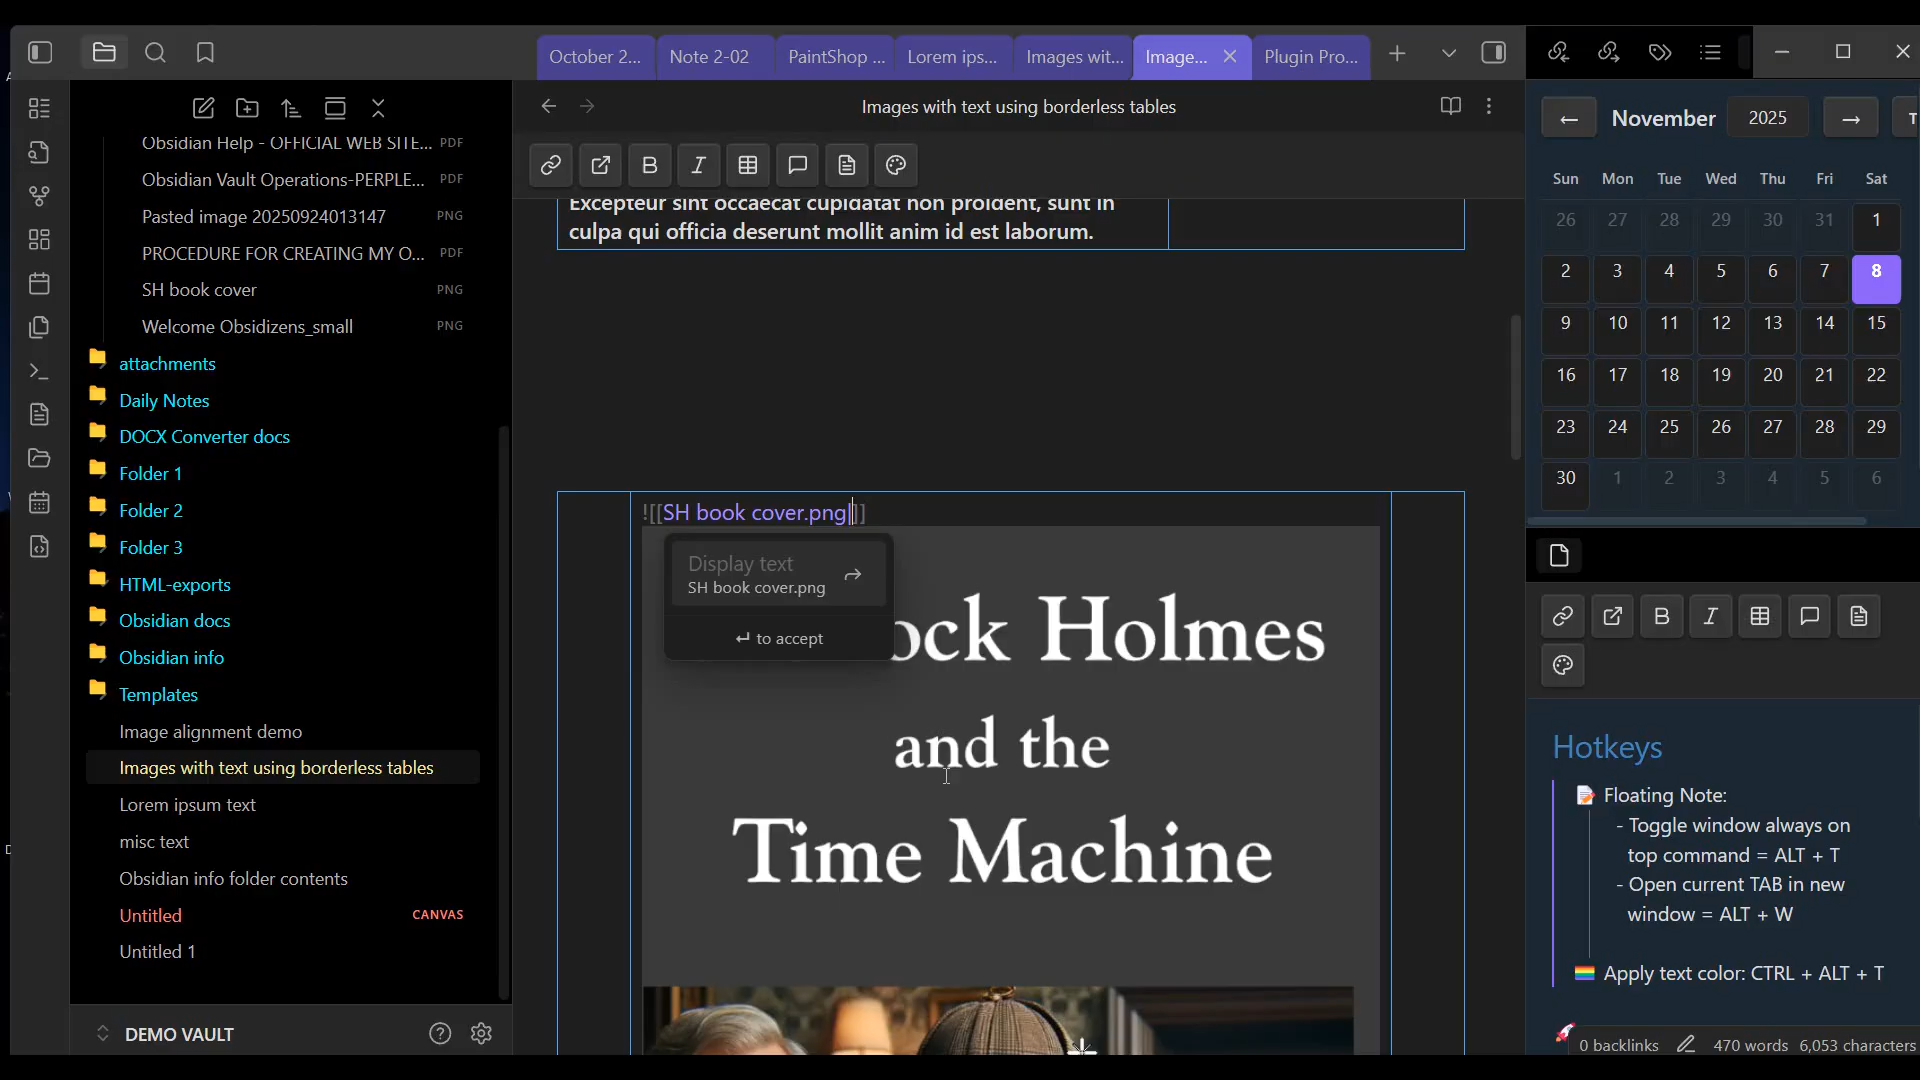 October 2...
Note 2-02
PaintShop ...
Lorem ips...
Images wit...
Image...
Plugin Pro...
Images with text using borderless tables
Obsidian Help - OFFICIAL WEB SITE... PDF
Obsidian Vault Operations-PERPLE... PDF
Pasted image 20250924013147 PNG
PROCEDURE FOR CREATING MY O... PDF
SH book cover PNG
Welcome Obsidizens_small PNG
attachments
Daily Notes
DOCX Converter docs
Folder 1
Folder 2
Folder 3
HTML-exports
Obsidian docs
Obsidian info
Templates
Image alignment demo
Images with text using borderless tables
Lorem ipsum text
misc text
Obsidian info folder contents
Untitled CANVAS
Untitled 1
DEMO VAULT
Excepteur sint occaecat cupidatat non proident, sunt in
culpa qui officia deserunt mollit anim id est laborum.
![[SH book cover.png|]]
Display text
SH book cover.png
↵ to accept
ock Holmes
and the
Time Machine
← November 2025 → T
Sun Mon Tue Wed Thu Fri Sat
26 27 28 29 30 31 1
2 3 4 5 6 7 8
9 10 11 12 13 14 15
16 17 18 19 20 21 22
23 24 25 26 27 28 29
30 1 2 3 4 5 6
Hotkeys
📝 Floating Note:
- Toggle window always on
top command = ALT + T
- Open current TAB in new
window = ALT + W
Apply text color: CTRL + ALT + T
0 backlinks 470 words 6,053 characters